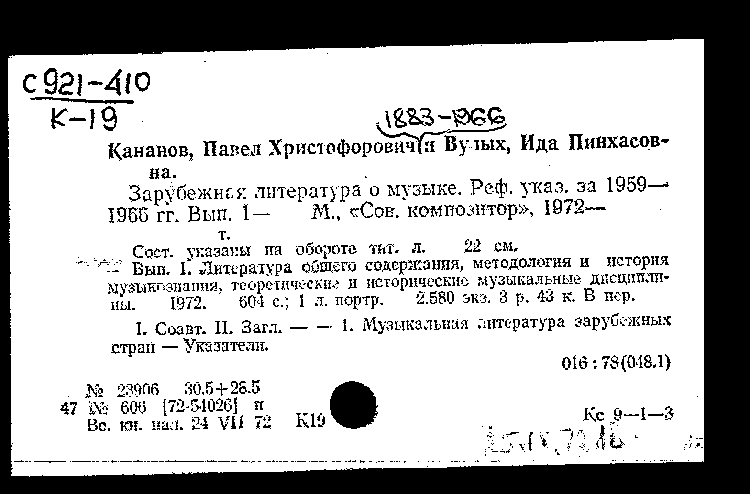 С921-410
К-19
1883-1966
Кананов, Павел Христофорович и Вулых, Ида Пинхасов-
на.
Зарубежная литература о музыке. Реф. указ. за 1959—
1966 гг. Вып. 1— М., «Сов. композитор», 1972—
т.
Сост. указаны на обороте тит. л. 22 см.
— Вып. I. Литература общего содержания, методология и история
музыкознания, теоретические и исторические музыкальные дисципли-
ны. 1972. 604 с.; 1 л. портр. 2.580 экз. 3 р. 43 к. В пер.
I. Соавт. II. Загл. — — 1. Музыкальная литература зарубежных
стран — Указатели.
016:78(048.1)
№ 23906 30.5+28.5
47 № 606 [72-54026] п
Вс. кн. пал. 24 VII 72 К19
Кс 9—1—3